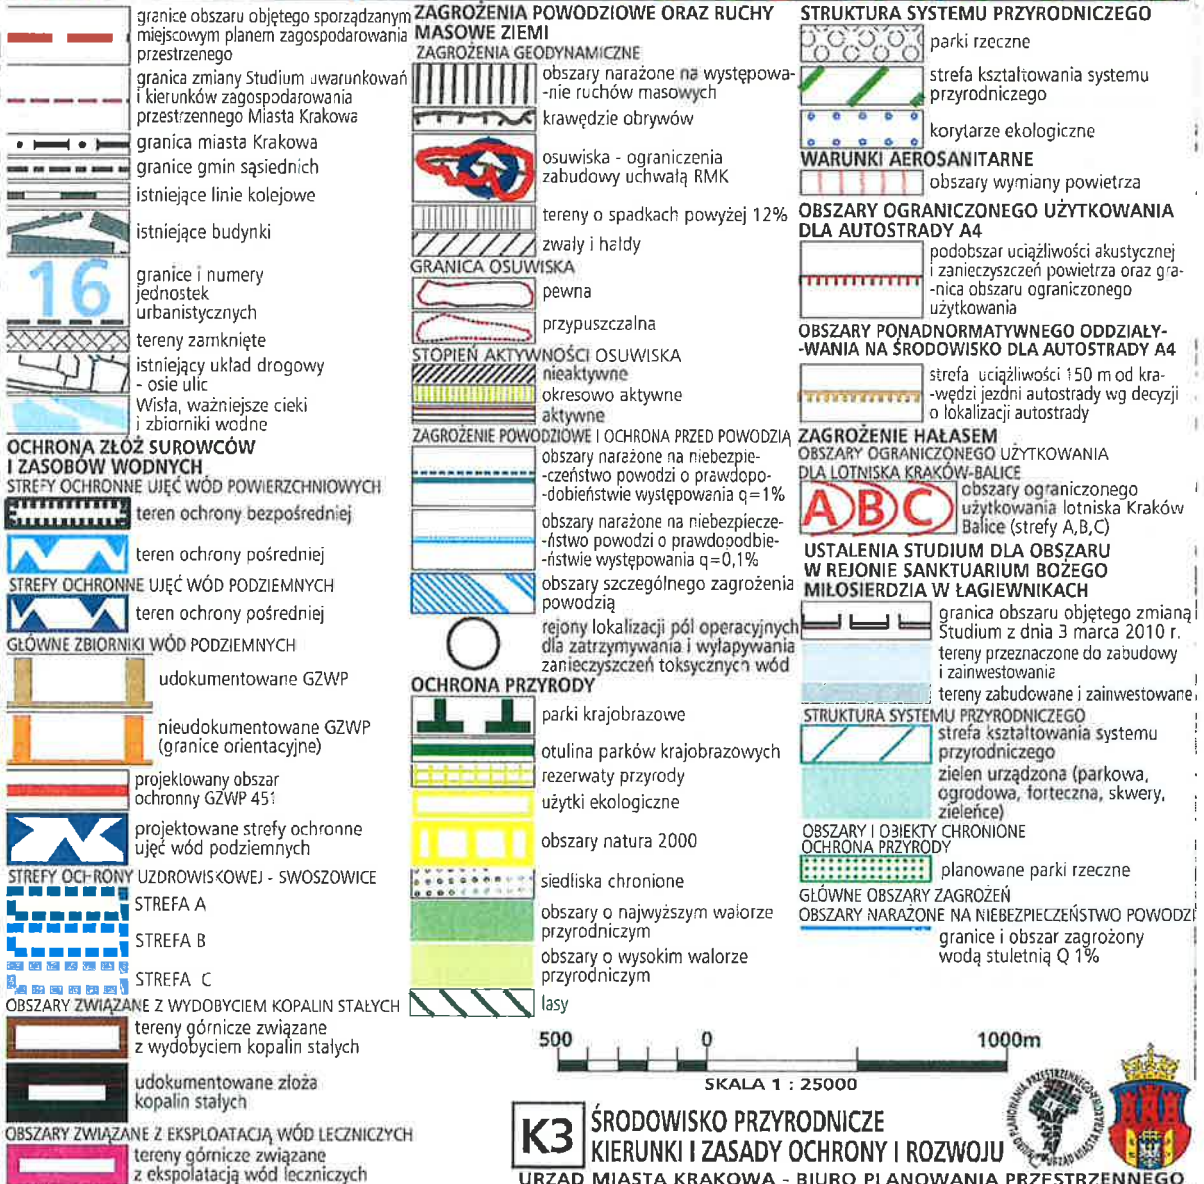 granice obszaru objętego sporządzanym
miejscowym planem zagospodarowania
przestrzenego
granica zmiany Studium uwarunkowań
i kierunków zagospodarowania
przestrzennego Miasta Krakowa
granica miasta Krakowa
granice gmin sąsiednich
istniejące linie kolejowe
istniejące budynki
16
granice i numery
jednostek
urbanistycznych
tereny zamknięte
istniejący układ drogowy
- osie ulic
Wisła, ważniejsze cieki
i zbiorniki wodne
OCHRONA ZŁÓŻ SUROWCÓW
I ZASOBÓW WODNYCH
STREFY OCHRONNE UJĘĆ WÓD POWIERZCHNIOWYCH
teren ochrony bezpośredniej
teren ochrony pośredniej
STREFY OCHRONNE UJĘĆ WÓD PODZIEMNYCH
teren ochrony pośredniej
GŁÓWNE ZBIORNIKI WÓD PODZIEMNYCH
udokumentowane GZWP
nieudokumentowane GZWP
(granice orientacyjne)
projektowany obszar
ochronny GZWP 451
projektowane strefy ochronne
ujęć wód podziemnych
STREFY OCHRONY UZDROWISKOWEJ - SWOSZOWICE
STREFA A
STREFA B
STREFA C
OBSZARY ZWIĄZANE Z WYDOBYCIEM KOPALIN STAŁYCH
tereny górnicze związane
z wydobyciem kopalin stałych
udokumentowane złoża
kopalin stałych
OBSZARY ZWIĄZANE Z EKSPLOATACJĄ WÓD LECZNICZYCH
tereny górnicze związane
z ekspolatacją wód leczniczych
ZAGROŻENIA POWODZIOWE ORAZ RUCHY
MASOWE ZIEMI
ZAGROŻENIA GEODYNAMICZNE
obszary narażone na występowa-
-nie ruchów masowych
krawędzie obrywów
osuwiska - ograniczenia
zabudowy uchwałą RMK
tereny o spadkach powyżej 12%
zwały i hałdy
GRANICA OSUWISKA
pewna
przypuszczalna
STOPIEŃ AKTYWNOŚCI OSUWISKA
nieaktywne
okresowo aktywne
aktywne
ZAGROŻENIE POWODZIOWE I OCHRONA PRZED POWODZIĄ
obszary narażone na niebezpie-
-czeństwo powodzi o prawdopo-
-dobieństwie występowania q=1%
obszary narażone na niebezpiecze-
-ństwo powodzi o prawdopodbie-
-ństwie występowania q=0,1%
obszary szczególnego zagrożenia
powodzią
rejony lokalizacji pól operacyjnych
dla zatrzymywania i wyłapywania
zanieczyszczeń toksycznych wód
OCHRONA PRZYRODY
parki krajobrazowe
otulina parków krajobrazowych
rezerwaty przyrody
użytki ekologiczne
obszary natura 2000
siedliska chronione
obszary o najwyższym walorze
przyrodniczym
obszary o wysokim walorze
przyrodniczym
lasy
STRUKTURA SYSTEMU PRZYRODNICZEGO
parki rzeczne
strefa kształtowania systemu
przyrodniczego
korytarze ekologiczne
WARUNKI AEROSANITARNE
obszary wymiany powietrza
OBSZARY OGRANICZONEGO UŻYTKOWANIA
DLA AUTOSTRADY A4
podobszar uciążliwości akustycznej
i zanieczyszczeń powietrza oraz gra-
-nica obszaru ograniczonego
użytkowania
OBSZARY PONADNORMATYWNEGO ODDZIAŁY-
-WANIA NA ŚRODOWISKO DLA AUTOSTRADY A4
strefa uciążliwości 150 m od kra-
-wędzi jezdni autostrady wg decyzji
o lokalizacji autostrady
ZAGROŻENIE HAŁASEM
OBSZARY OGRANICZONEGO UŻYTKOWANIA
DLA LOTNISKA KRAKÓW-BALICE
A B C
obszary ograniczonego
użytkowania lotniska Kraków
Balice (strefy A,B,C)
USTALENIA STUDIUM DLA OBSZARU
W REJONIE SANKTUARIUM BOŻEGO
MIŁOSIERDZIA W ŁAGIEWNIKACH
granica obszaru objętego zmianą
Studium z dnia 3 marca 2010 r.
tereny przeznaczone do zabudowy
i zainwestowania
tereny zabudowane i zainwestowane
STRUKTURA SYSTEMU PRZYRODNICZEGO
strefa kształtowania systemu
przyrodniczego
zielen urządzona (parkowa,
ogrodowa, forteczna, skwery,
zieleńce)
OBSZARY I OBIEKTY CHRONIONE
OCHRONA PRZYRODY
planowane parki rzeczne
GŁÓWNE OBSZARY ZAGROŻEŃ
OBSZARY NARAŻONE NA NIEBEZPIECZEŃSTWO POWODZI
granice i obszar zagrożony
wodą stuletnią Q 1%
500 0 1000m
SKALA 1 : 25000
K3
ŚRODOWISKO PRZYRODNICZE
KIERUNKI I ZASADY OCHRONY I ROZWOJU
URZĄD MIASTA KRAKOWA - BIURO PLANOWANIA PRZESTRZENNEGO